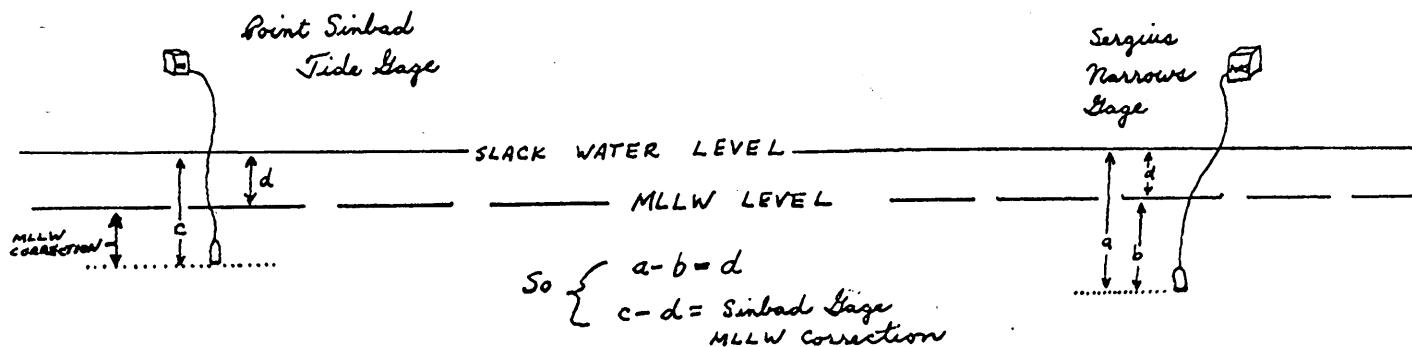 Point Sinbad
Tide Gage
Sergius
Narrows
Gage
SLACK WATER LEVEL
d
d
MLLW LEVEL
MLLW
CORRECTION
c
a
b
So { a - b = d
c - d = Sinbad Gage
MLLW Correction